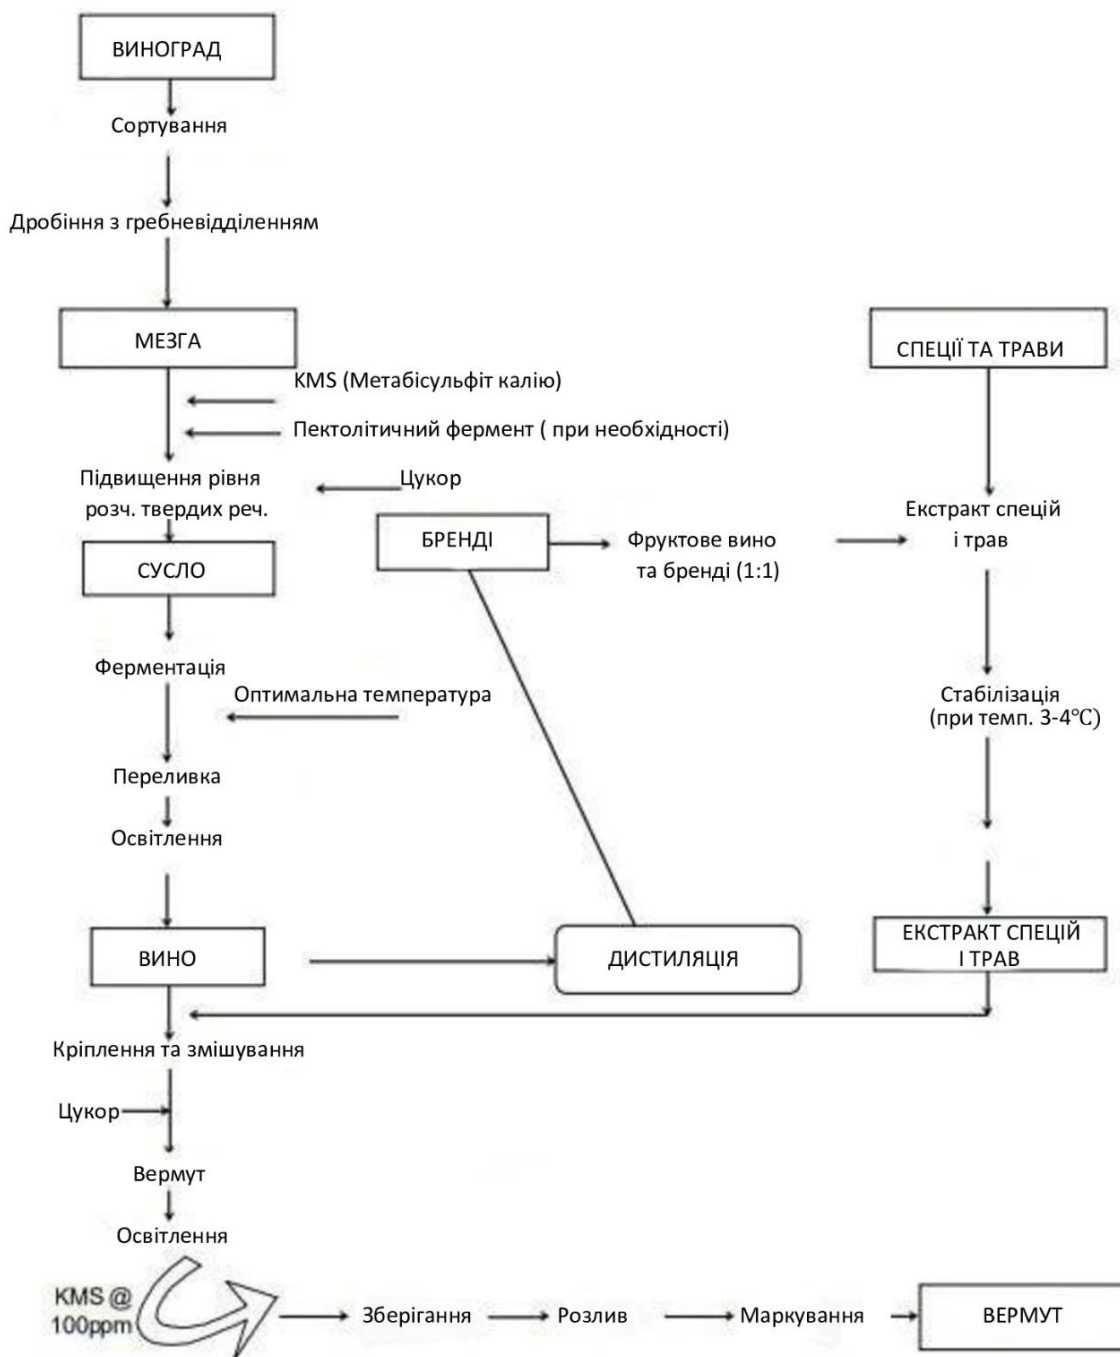 ВИНОГРАД
Сортування
Дробіння з гребневідділенням
МЕЗГА
СПЕЦІЇ ТА ТРАВИ
KMS (Метабісульфіт калію)
Пектолітичний фермент ( при необхідності)
Підвищення рівня
розч. твердих реч.
Цукор
БРЕНДІ
Фруктове вино
та бренді (1:1)
Екстракт спецій
і трав
СУСЛО
Ферментація
Оптимальна температура
Стабілізація
(при темп. 3-4℃)
Переливка
Освітлення
ВИНО
ДИСТИЛЯЦІЯ
ЕКСТРАКТ СПЕЦІЙ
І ТРАВ
Кріплення та змішування
Цукор
Вермут
Освітлення
KMS @
100ppm
Зберігання
Розлив
Маркування
ВЕРМУТ